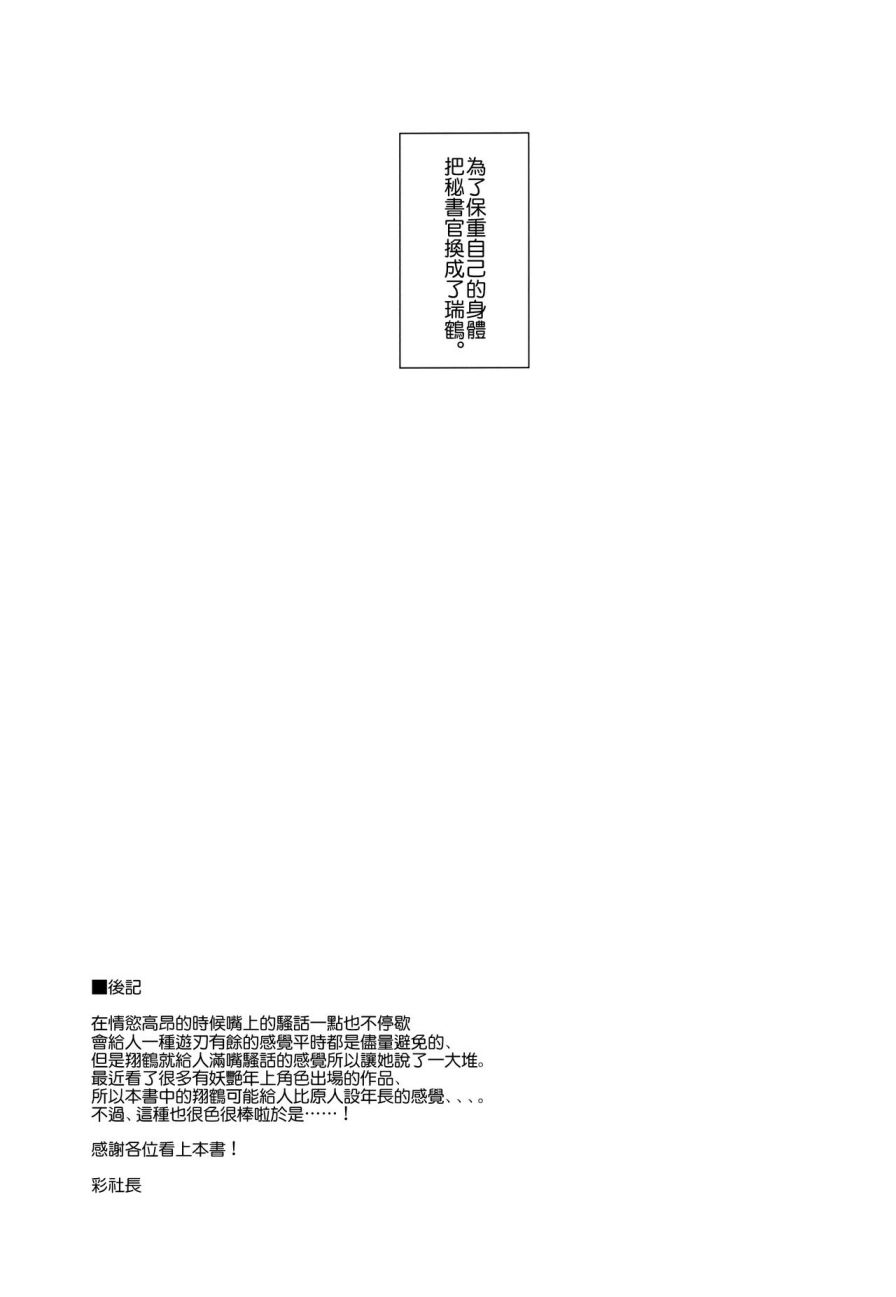 為了保重自己的身體
把秘書官換成了瑞鶴。
■後記
在情慾高昂的時候嘴上的騷話一點也不停歇
會給人一種遊刃有餘的感覺平時都是儘量避免的、
但是翔鶴就給人滿嘴騷話的感覺所以讓她說了一大堆。
最近看了很多有妖艷年上角色出場的作品、
所以本書中的翔鶴可能給人比原人設年長的感覺、、、。
不過、這種也很色很棒啦於是⋯⋯！
感謝各位看上本書！
彩社長